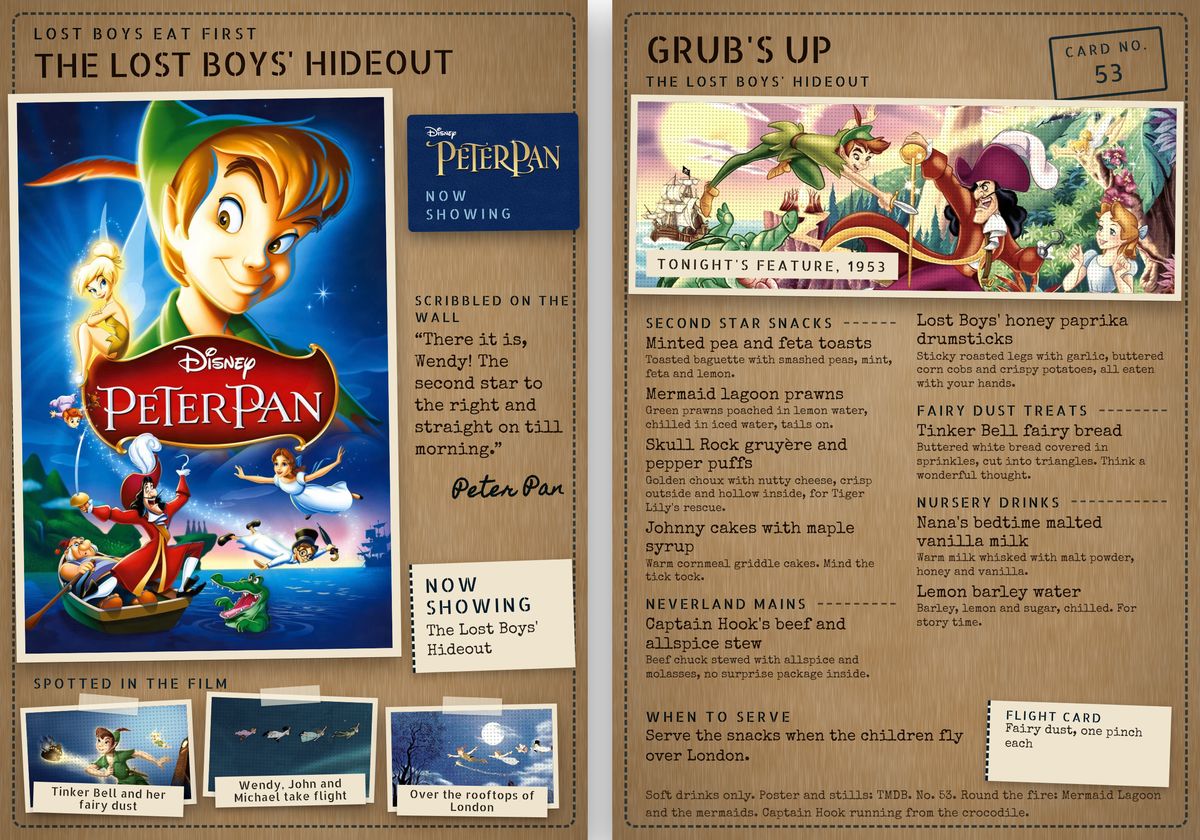 LOST BOYS EAT FIRST
THE LOST BOYS' HIDEOUT
Disney
PETER PAN
Disney
PETER PAN
NOW
SHOWING
SCRIBBLED ON THE
WALL
“There it is,
Wendy! The
second star to
the right and
straight on till
morning.”
Peter Pan
NOW
SHOWING
The Lost Boys'
Hideout
SPOTTED IN THE FILM
Tinker Bell and her
fairy dust
Wendy, John and
Michael take flight
Over the rooftops of
London
GRUB'S UP
THE LOST BOYS' HIDEOUT
CARD NO.
53
TONIGHT'S FEATURE, 1953
SECOND STAR SNACKS
Minted pea and feta toasts
Toasted baguette with smashed peas, mint,
feta and lemon.
Mermaid lagoon prawns
Green prawns poached in lemon water,
chilled in iced water, tails on.
Skull Rock gruyère and
pepper puffs
Golden choux with nutty cheese, crisp
outside and hollow inside, for Tiger
Lily's rescue.
Johnny cakes with maple
syrup
Warm cornmeal griddle cakes. Mind the
tick tock.
NEVERLAND MAINS
Captain Hook's beef and
allspice stew
Beef chuck stewed with allspice and
molasses, no surprise package inside.
Lost Boys' honey paprika
drumsticks
Sticky roasted legs with garlic, buttered
corn cobs and crispy potatoes, all eaten
with your hands.
FAIRY DUST TREATS
Tinker Bell fairy bread
Buttered white bread covered in
sprinkles, cut into triangles. Think a
wonderful thought.
NURSERY DRINKS
Nana's bedtime malted
vanilla milk
Warm milk whisked with malt powder,
honey and vanilla.
Lemon barley water
Barley, lemon and sugar, chilled. For
story time.
WHEN TO SERVE
Serve the snacks when the children fly
over London.
FLIGHT CARD
Fairy dust, one pinch
each
Soft drinks only. Poster and stills: TMDB. No. 53. Round the fire: Mermaid Lagoon
and the mermaids. Captain Hook running from the crocodile.